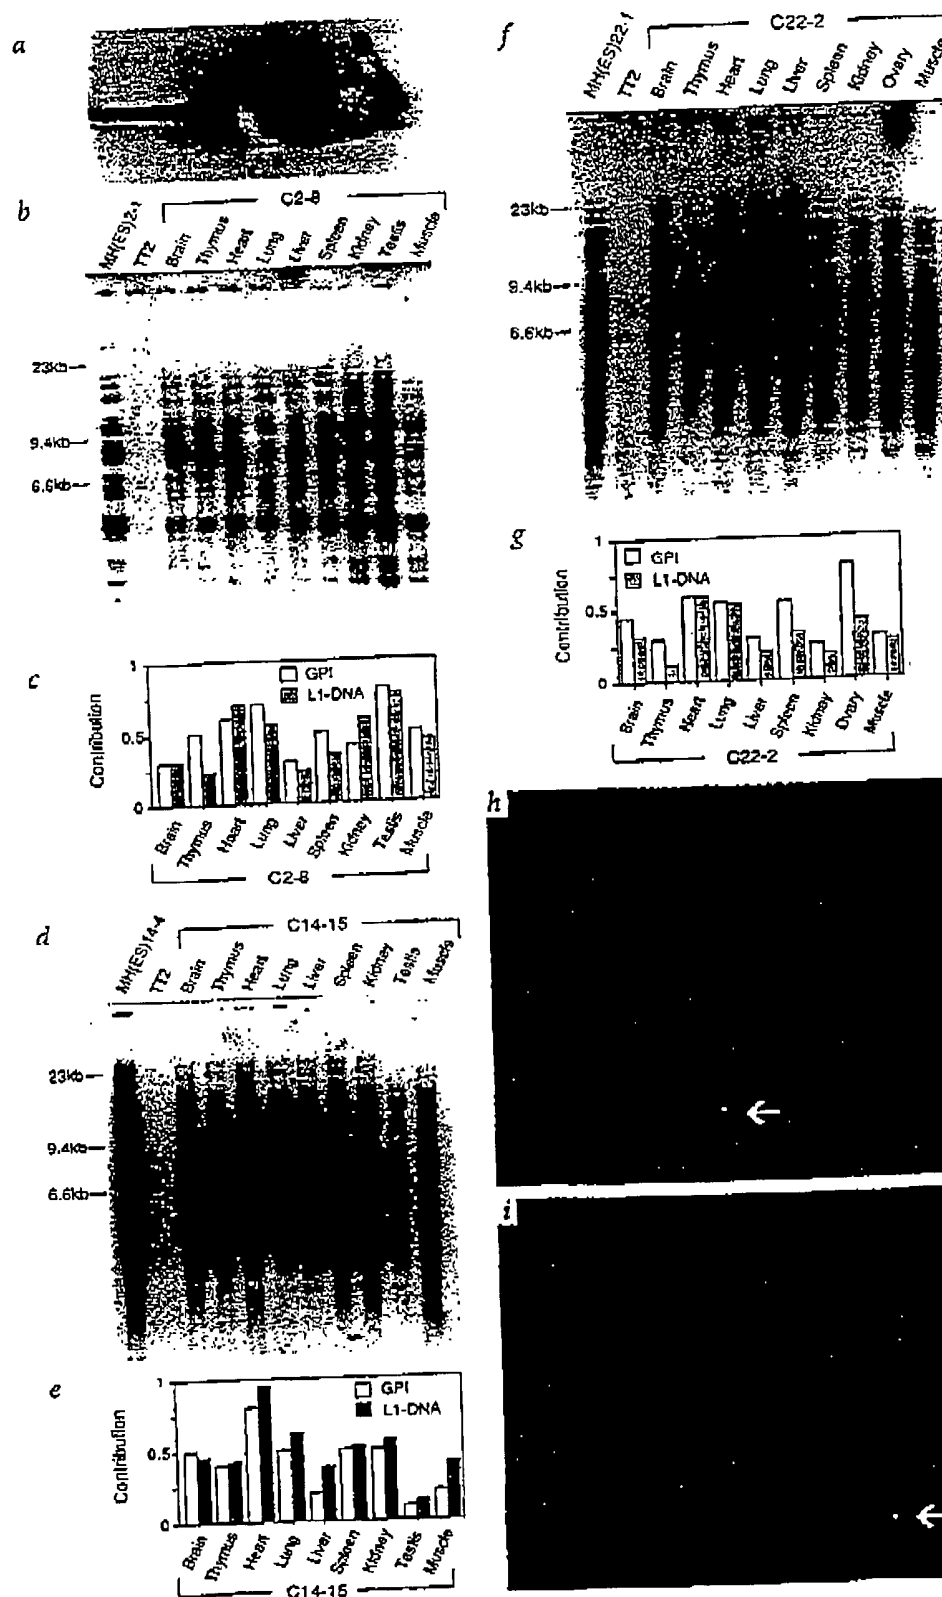 a
b
C2-8
MH(ES)2-1
TT2
Brain
Thymus
Heart
Lung
Liver
Spleen
Kidney
Testis
Muscle
23kb
9.4kb
6.6kb
c
1
0.5
0
Contribution
GPI
L1-DNA
Brain
Thymus
Heart
Lung
Liver
Spleen
Kidney
Testis
Muscle
C2-8
d
C14-15
MH(ES)14-4
TT2
Brain
Thymus
Heart
Lung
Liver
Spleen
Kidney
Testis
Muscle
23kb
9.4kb
6.6kb
e
1
0.5
0
Contribution
GPI
L1-DNA
Brain
Thymus
Heart
Lung
Liver
Spleen
Kidney
Testis
Muscle
C14-15
f
C22-2
MH(ES)22-1
TT2
Brain
Thymus
Heart
Lung
Liver
Spleen
Kidney
Ovary
Muscle
23kb
9.4kb
6.6kb
g
1
0.5
0
Contribution
GPI
L1-DNA
Brain
Thymus
Heart
Lung
Liver
Spleen
Kidney
Ovary
Muscle
C22-2
h
i